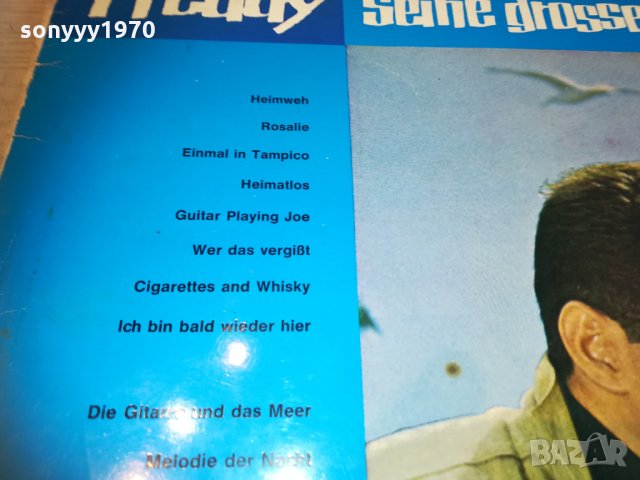 sonyyy1970
Freddy
seine grosse
Heimweh
Rosalie
Einmal in Tampico
Heimatlos
Guitar Playing Joe
Wer das vergißt
Cigarettes and Whisky
Ich bin bald wieder hier
Die Gitarre und das Meer
Melodie der Nacht
BAZAR